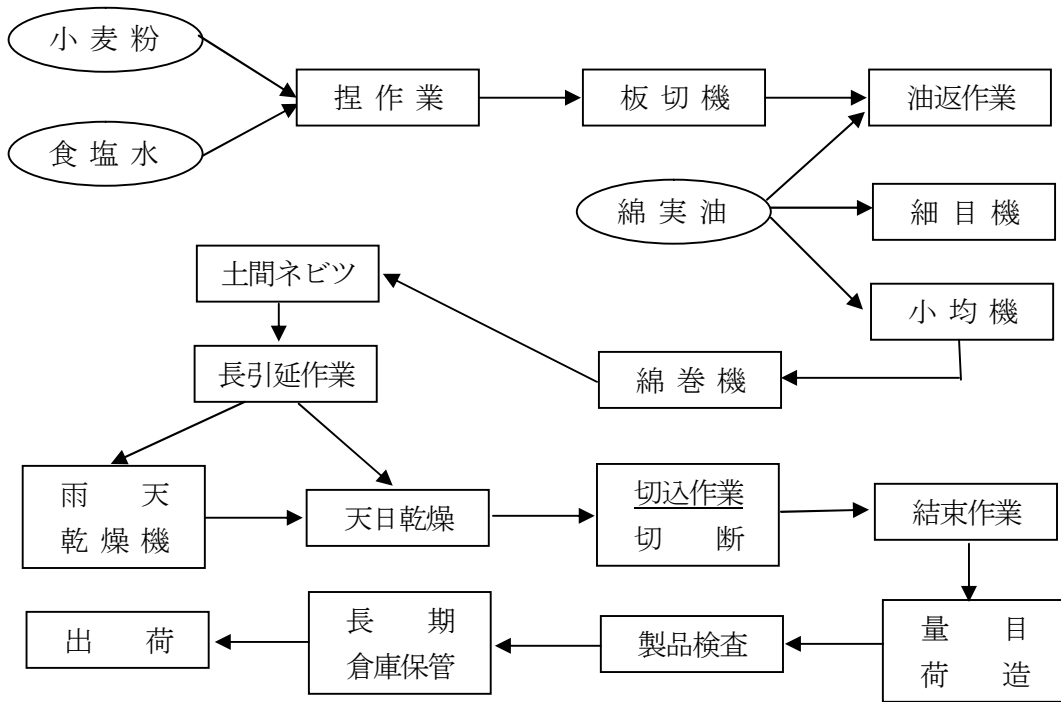 小麦粉
食塩水
捏作業
板切機
油返作業
綿実油
細目機
小均機
土間ネビツ
長引延作業
綿巻機
雨天
乾燥機
天日乾燥
切込作業
切断
結束作業
出荷
長期
倉庫保管
製品検査
量目
荷造